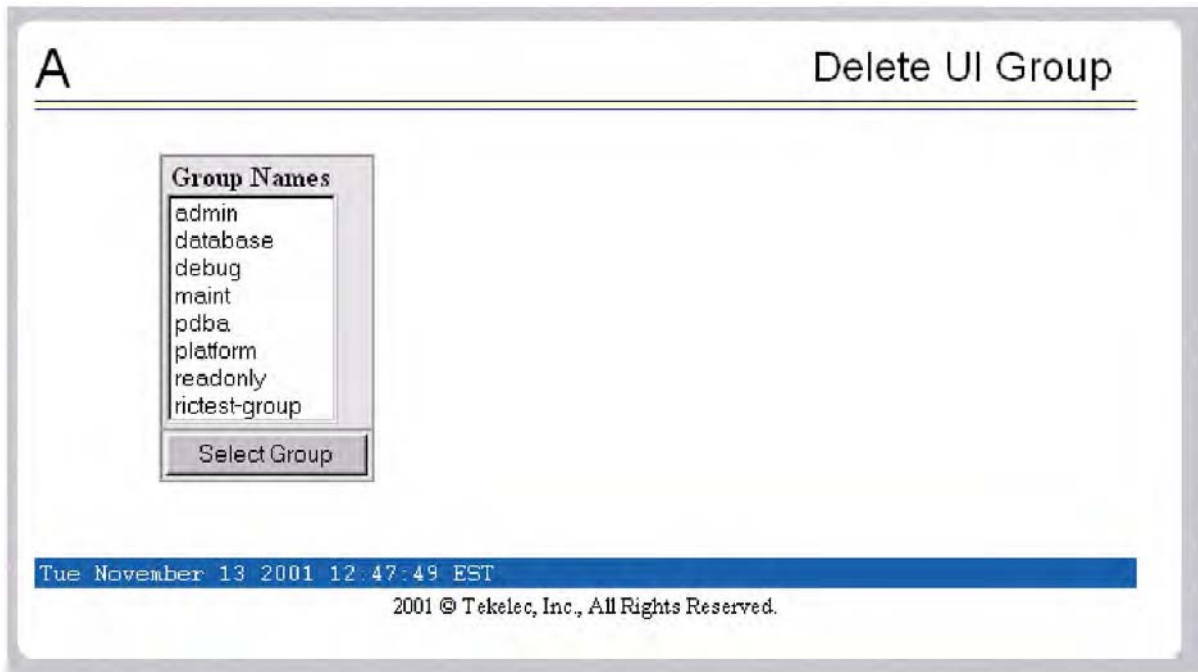 A
Delete UI Group
Group Names
admin
database
debug
maint
pdba
platform
readonly
rictest-group
Select Group
Tue November 13 2001 12:47:49 EST
2001 © Tekelec, Inc., All Rights Reserved.